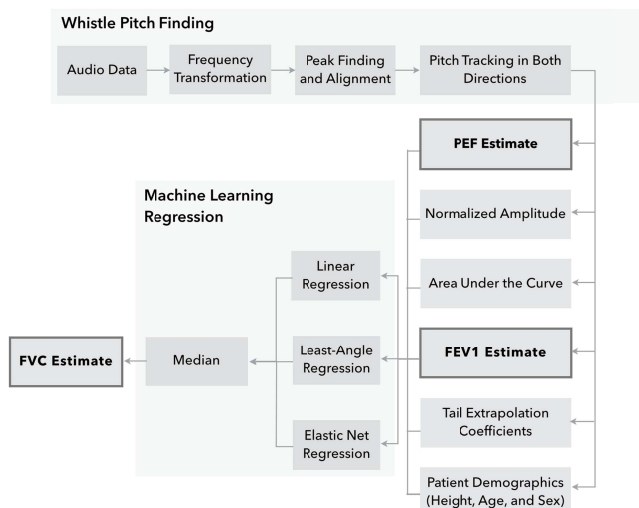 Whistle Pitch Finding
Audio Data
Frequency
Transformation
Peak Finding
and Alignment
Pitch Tracking in Both
Directions
PEF Estimate
Normalized Amplitude
Area Under the Curve
FEV1 Estimate
Tail Extrapolation
Coefficients
Patient Demographics
(Height, Age, and Sex)
Machine Learning
Regression
Linear
Regression
Least-Angle
Regression
Elastic Net
Regression
Median
FVC Estimate